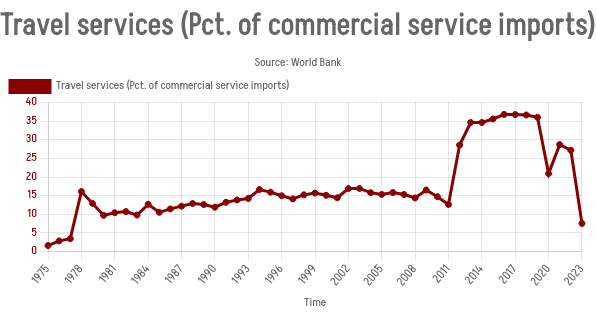 Travel services (Pct. of commercial service imports)
Source: World Bank
Travel services (Pct. of commercial service imports)
40
35
30
25
20
15
10
5
0
1975 1978 1981 1984 1987 1990 1993 1996 1999 2002 2005 2008 2011 2014 2017 2020 2023
Time